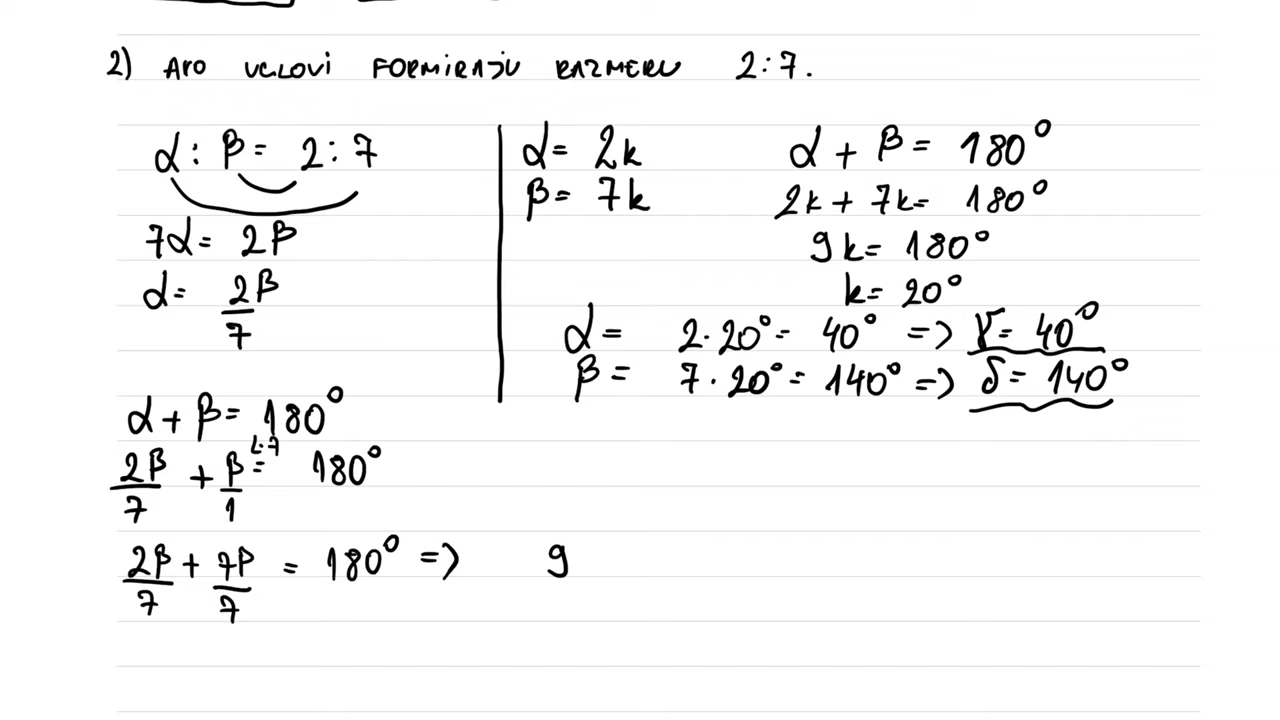 2) AKO UGLOVI FORMIRAJU RAZMERU 2:7.
α : β = 2 : 7
7α = 2β
α = 2β/7
α + β = 180°
2β/7 + β/1 = 180°
2β/7 + 7β/7 = 180° => 9
α = 2k
β = 7k
α + β = 180°
2k + 7k = 180°
9k = 180°
k = 20°
α = 2·20° = 40° => γ = 40°
β = 7·20° = 140° => δ = 140°